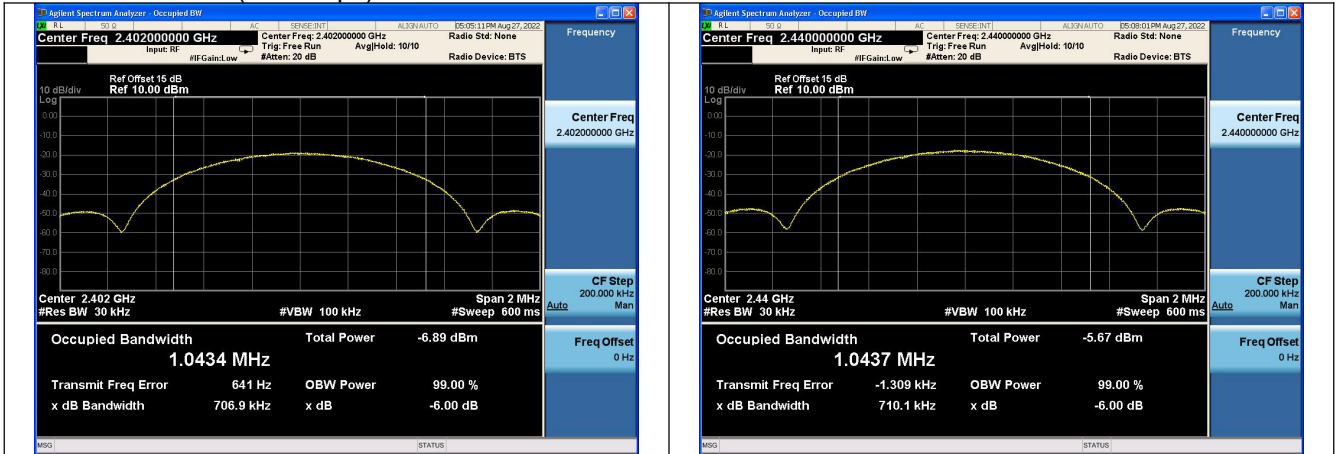 Agilent Spectrum Analyzer - Occupied BW
RL 50 Ω AC SENSE:INT ALIGNAUTO 05:05:11 PM Aug 27, 2022
Center Freq 2.402000000 GHz
Center Freq: 2.402000000 GHz
Radio Std: None
Frequency
Input: RF
Trig: Free Run Avg|Hold: 10/10
#IFGain:Low
#Atten: 20 dB
Radio Device: BTS
Ref Offset 15 dB
10 dB/div Ref 10.00 dBm
Log
0.00
-10.0
-20.0
-30.0
-40.0
-50.0
-60.0
-70.0
-80.0
Center Freq
2.402000000 GHz
Center 2.402 GHz
Span 2 MHz
#Res BW 30 kHz
#VBW 100 kHz
#Sweep 600 ms
CF Step
200.000 kHz
Auto Man
Occupied Bandwidth
Total Power -6.89 dBm
1.0434 MHz
Transmit Freq Error 641 Hz OBW Power 99.00 %
x dB Bandwidth 706.9 kHz x dB -6.00 dB
Freq Offset
0 Hz
MSG
STATUS
Agilent Spectrum Analyzer - Occupied BW
RL 50 Ω AC SENSE:INT ALIGNAUTO 05:08:01 PM Aug 27, 2022
Center Freq 2.440000000 GHz
Center Freq: 2.440000000 GHz
Radio Std: None
Frequency
Input: RF
Trig: Free Run Avg|Hold: 10/10
#IFGain:Low
#Atten: 20 dB
Radio Device: BTS
Ref Offset 15 dB
10 dB/div Ref 10.00 dBm
Log
0.00
-10.0
-20.0
-30.0
-40.0
-50.0
-60.0
-70.0
-80.0
Center Freq
2.440000000 GHz
Center 2.44 GHz
Span 2 MHz
#Res BW 30 kHz
#VBW 100 kHz
#Sweep 600 ms
CF Step
200.000 kHz
Auto Man
Occupied Bandwidth
Total Power -5.67 dBm
1.0437 MHz
Transmit Freq Error -1.309 kHz OBW Power 99.00 %
x dB Bandwidth 710.1 kHz x dB -6.00 dB
Freq Offset
0 Hz
MSG
STATUS